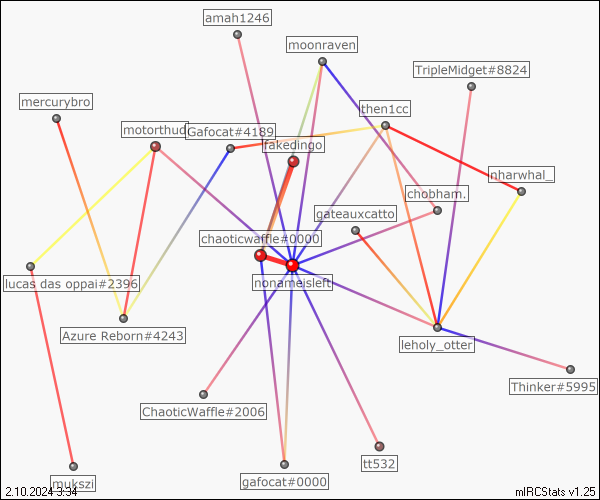 amah1246
moonraven
TripleMidget#8824
mercurybro
then1cc
motorthud
Gafocat#4189
fakedingo
nharwhal_
chobham.
gateauxcatto
chaoticwaffle#0000
nonameisleft
lucas das oppai#2396
Azure Reborn#4243
leholy_otter
Thinker#5995
ChaoticWaffle#2006
tt532
mukszi
gafocat#0000
2.10.2024 3:34
mIRCStats v1.25